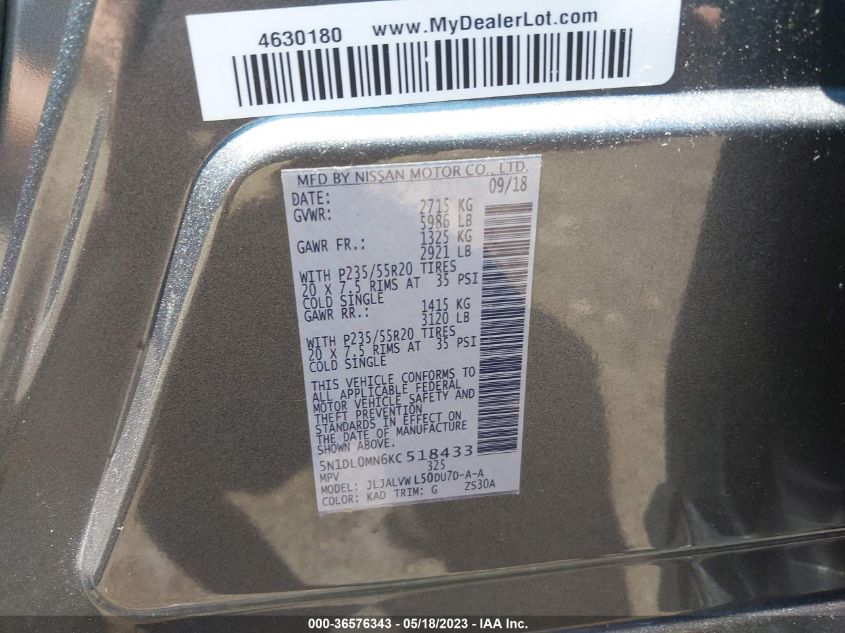 4630180 www.MyDealerLot.com
MFD BY NISSAN MOTOR CO., LTD.
DATE: 09/18
GVWR: 2715 KG
5986 LB
GAWR FR.: 1325 KG
2921 LB
WITH P235/55R20 TIRES
20 X 7.5 RIMS AT 35 PSI
COLD SINGLE
GAWR RR.: 1415 KG
3120 LB
WITH P235/55R20 TIRES
20 X 7.5 RIMS AT 35 PSI
COLD SINGLE
THIS VEHICLE CONFORMS TO
ALL APPLICABLE FEDERAL
MOTOR VEHICLE SAFETY AND
THEFT PREVENTION
STANDARDS IN EFFECT ON
THE DATE OF MANUFACTURE
SHOWN ABOVE.
5N1DL0MN6KC518433
MPV 325
MODEL: JLJALVWL50DU7D-A-A
COLOR: KAD TRIM: G ZS30A
000-36576343 - 05/18/2023 - IAA Inc.